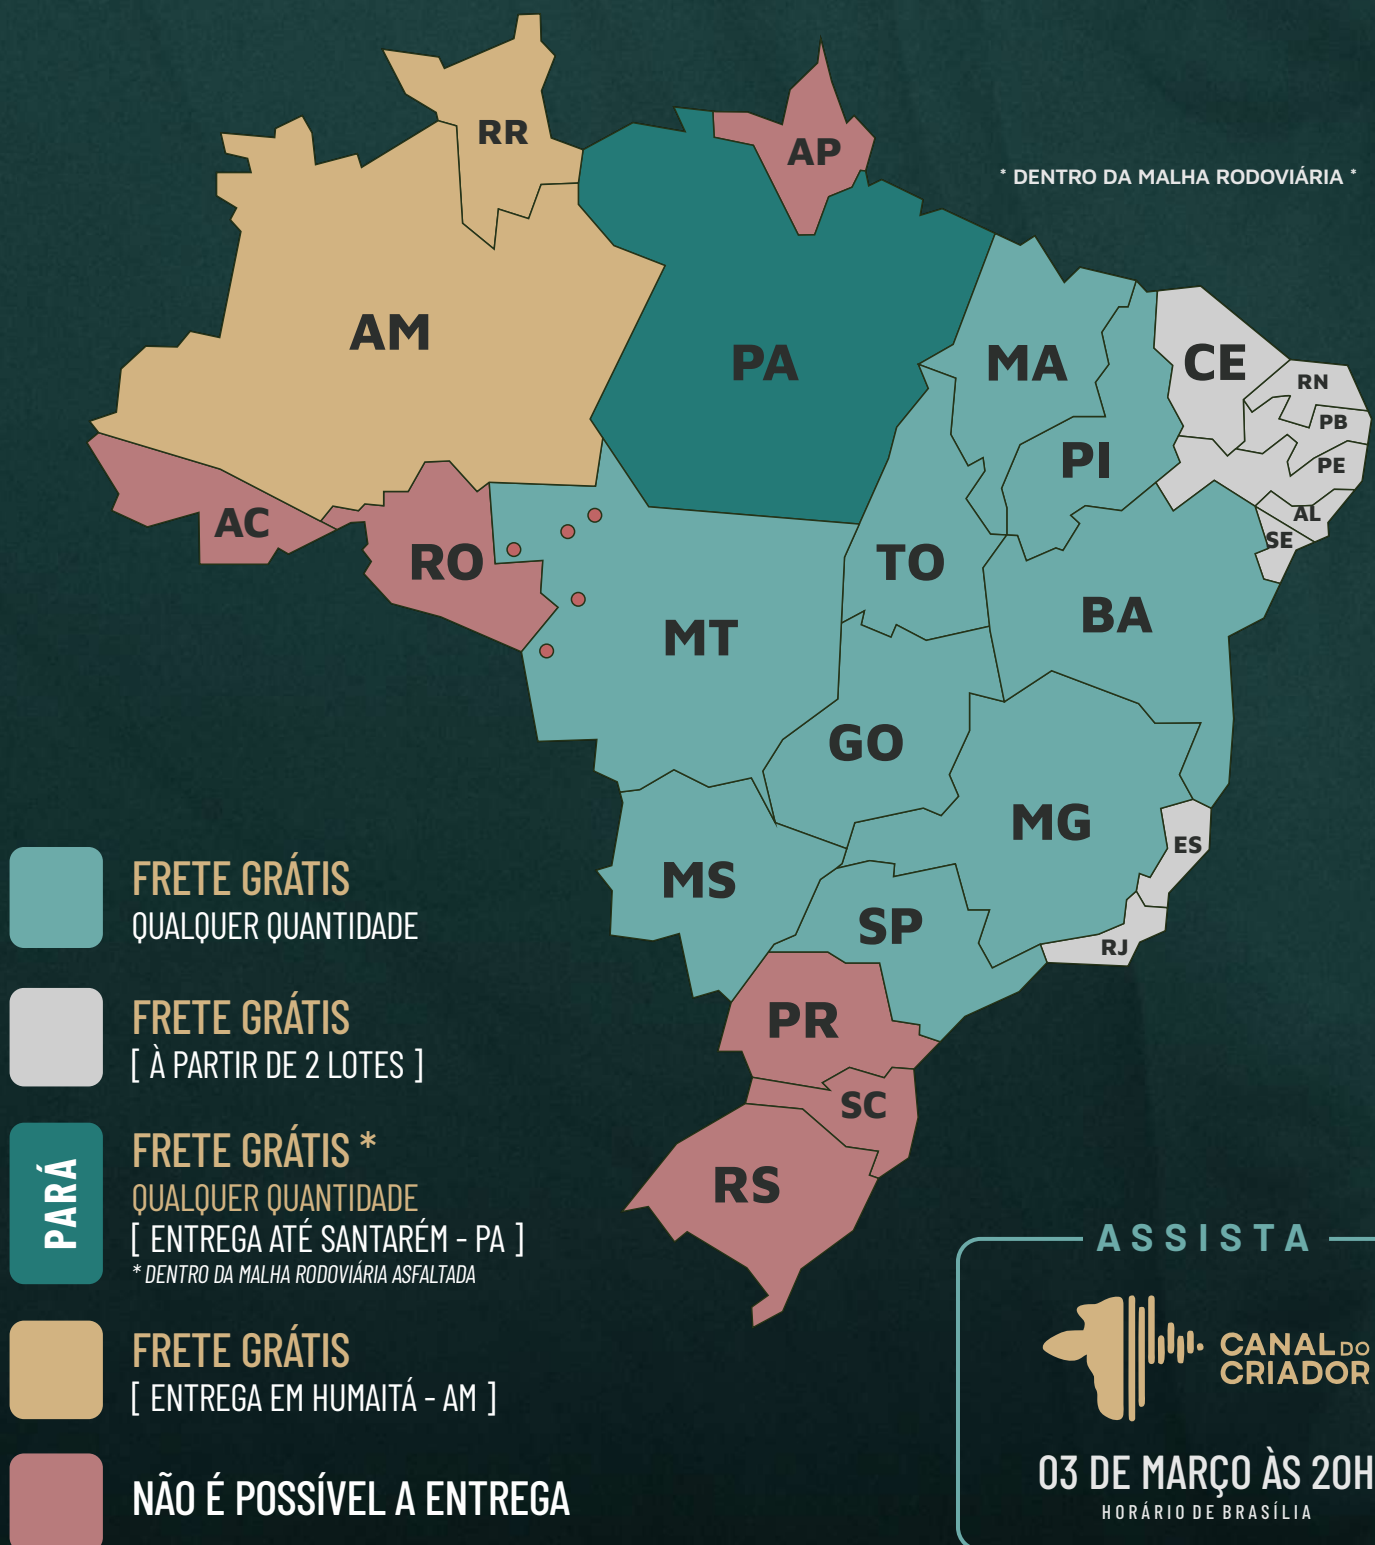 RR
AP
* DENTRO DA MALHA RODOVIÁRIA *
AM
PA
MA
CE
RN
PB
PI
PE
AL
SE
AC
RO
TO
BA
MT
GO
MG
ES
MS
SP
RJ
PR
SC
RS
FRETE GRÁTIS
QUALQUER QUANTIDADE
FRETE GRÁTIS
[ À PARTIR DE 2 LOTES ]
PARÁ
FRETE GRÁTIS *
QUALQUER QUANTIDADE
[ ENTREGA ATÉ SANTARÉM - PA ]
* DENTRO DA MALHA RODOVIÁRIA ASFALTADA
FRETE GRÁTIS
[ ENTREGA EM HUMAITÁ - AM ]
NÃO É POSSÍVEL A ENTREGA
ASSISTA
CANAL DO
CRIADOR
03 DE MARÇO ÀS 20H
HORÁRIO DE BRASÍLIA